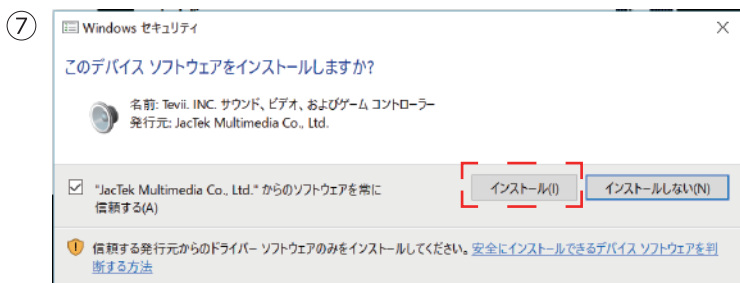 ⑦
Windows セキュリティ
このデバイス ソフトウェアをインストールしますか?
名前: Tevii. INC. サウンド、ビデオ、およびゲーム コントローラー
発行元: JacTek Multimedia Co., Ltd.
"JacTek Multimedia Co., Ltd." からのソフトウェアを常に
信頼する(A)
インストール(I)
インストールしない(N)
信頼する発行元からのドライバー ソフトウェアのみをインストールしてください。安全にインストールできるデバイス ソフトウェアを判
断する方法